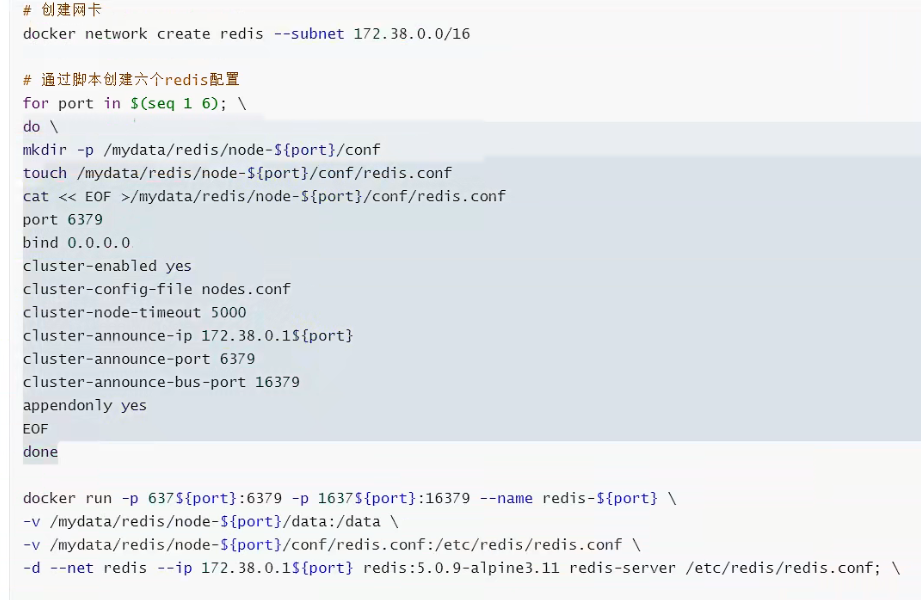 # 创建网卡
docker network create redis --subnet 172.38.0.0/16
# 通过脚本创建六个redis配置
for port in $(seq 1 6); \
do \
mkdir -p /mydata/redis/node-${port}/conf
touch /mydata/redis/node-${port}/conf/redis.conf
cat << EOF >/mydata/redis/node-${port}/conf/redis.conf
port 6379
bind 0.0.0.0
cluster-enabled yes
cluster-config-file nodes.conf
cluster-node-timeout 5000
cluster-announce-ip 172.38.0.1${port}
cluster-announce-port 6379
cluster-announce-bus-port 16379
appendonly yes
EOF
done
docker run -p 637${port}:6379 -p 1637${port}:16379 --name redis-${port} \
-v /mydata/redis/node-${port}/data:/data \
-v /mydata/redis/node-${port}/conf/redis.conf:/etc/redis/redis.conf \
-d --net redis --ip 172.38.0.1${port} redis:5.0.9-alpine3.11 redis-server /etc/redis/redis.conf; \